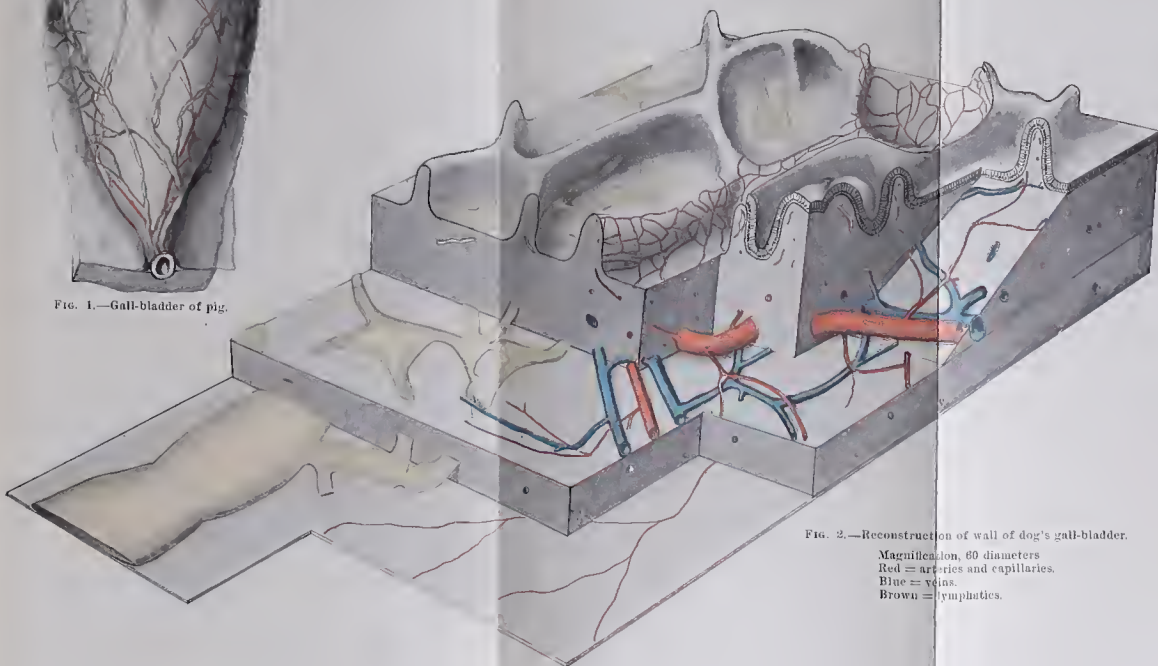 FIG. 1.—Gall-bladder of pig.
FIG. 2.—Reconstruction of wall of dog's gall-bladder.
Magnification, 60 diameters
Red = arteries and capillaries.
Blue = veins.
Brown = lymphatics.